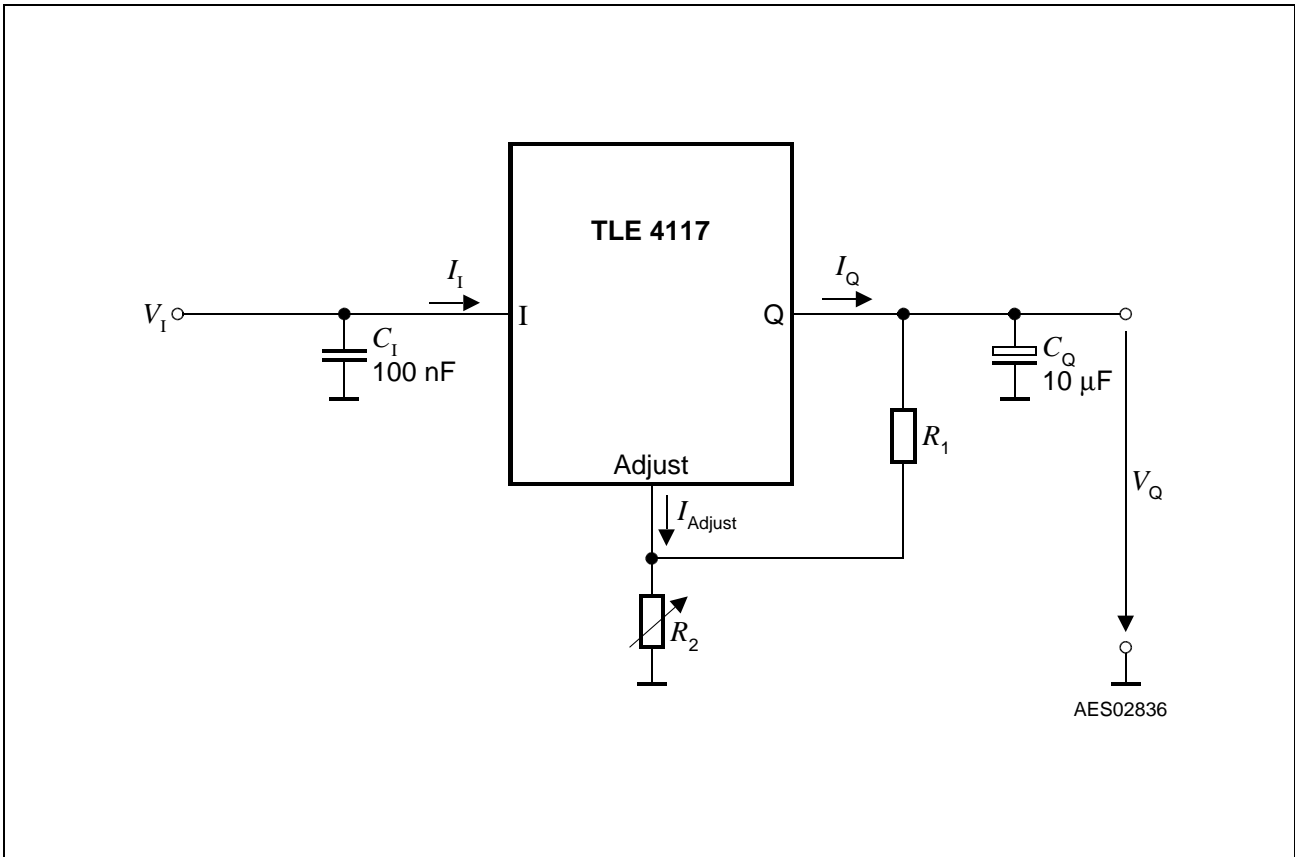 TLE 4117
I_I
I_Q
V_I
I
Q
C_I
100 nF
C_Q
10 µF
R_1
Adjust
V_Q
I_Adjust
R_2
AES02836